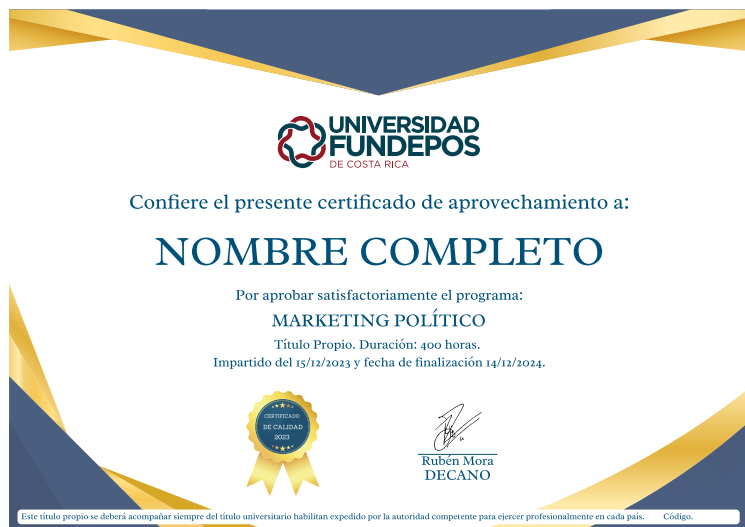 UNIVERSIDAD
FUNDEPOS
DE COSTA RICA
Confiere el presente certificado de aprovechamiento a:
NOMBRE COMPLETO
Por aprobar satisfactoriamente el programa:
MARKETING POLÍTICO
Título Propio. Duración: 400 horas.
Impartido del 15/12/2023 y fecha de finalización 14/12/2024.
CERTIFICADO
DE CALIDAD
2023
Rubén Mora
DECANO
Este título propio se deberá acompañar siempre del título universitario habilitan expedido por la autoridad competente para ejercer profesionalmente en cada país. Código.